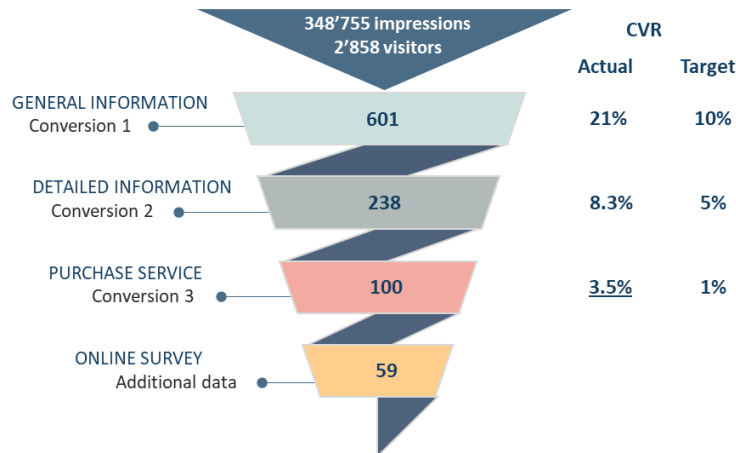 348’755 impressions
2’858 visitors
CVR
Actual Target
GENERAL INFORMATION
Conversion 1
601
21% 10%
DETAILED INFORMATION
Conversion 2
238
8.3% 5%
PURCHASE SERVICE
Conversion 3
100
3.5% 1%
ONLINE SURVEY
Additional data
59